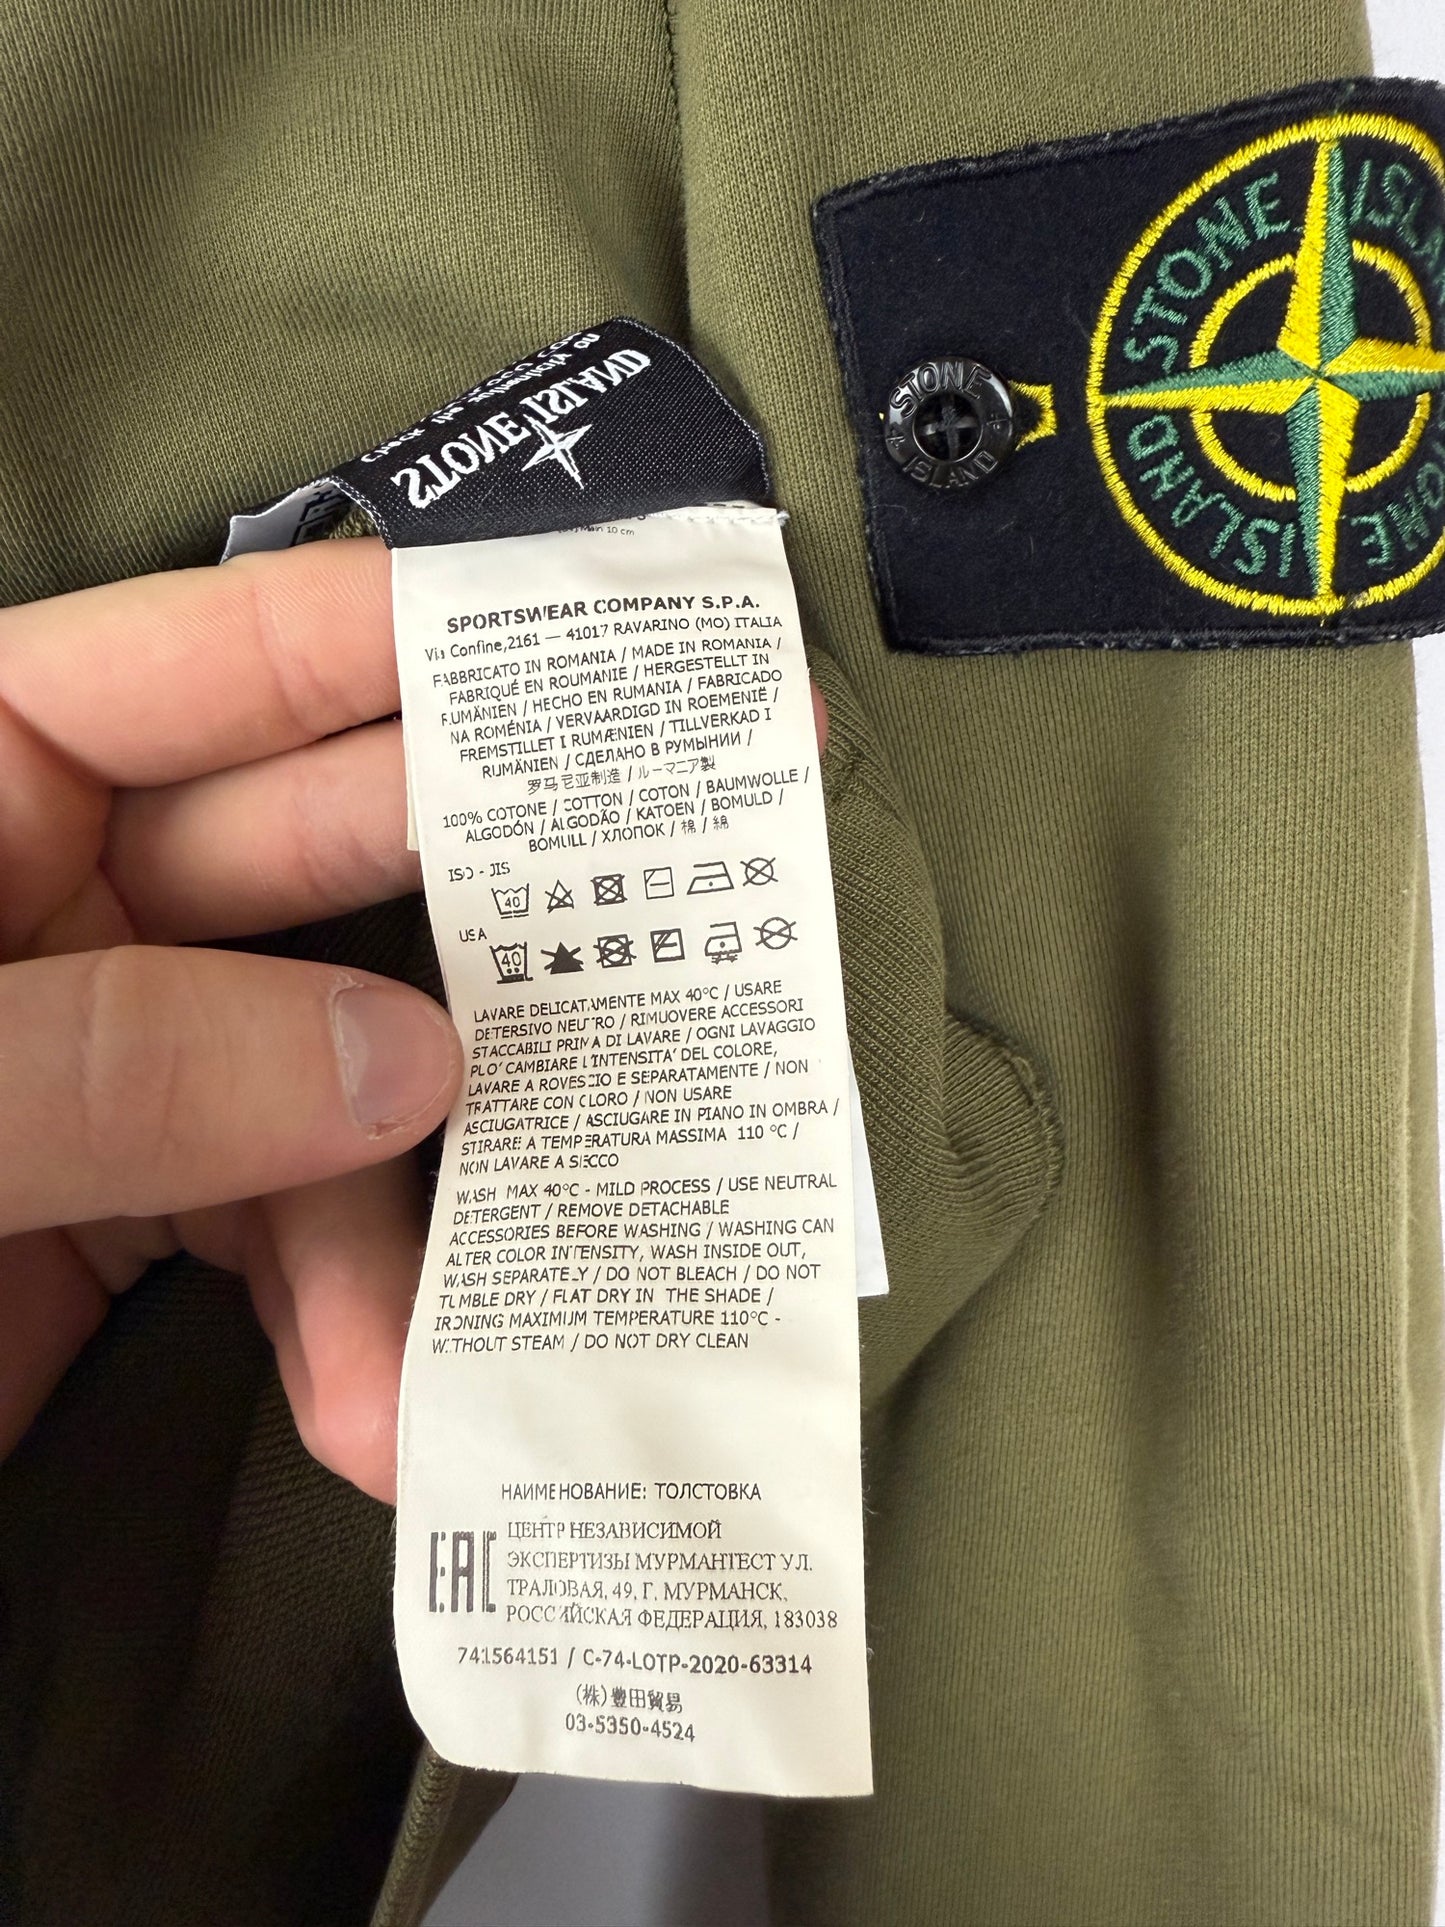 STONE ISLAND
STONE ISLAND
STONE
ISLAND
STONE ISLAND
10 cm
SPORTSWEAR COMPANY S.P.A.
Via Confine,2161 — 41017 RAVARINO (MO) ITALIA
FABBRICATO IN ROMANIA / MADE IN ROMANIA /
FABRIQUÉ EN ROUMANIE / HERGESTELLT IN
RUMÄNIEN / HECHO EN RUMANIA / FABRICADO
NA ROMÉNIA / VERVAARDIGD IN ROEMENIË /
FREMSTILLET I RUMÆNIEN / TILLVERKAD I
RUMÄNIEN / СДЕЛАНО В РУМЫНИИ /
罗马尼亚制造 / ルーマニア製
100% COTONE / COTTON / COTON / BAUMWOLLE /
ALGODÓN / ALGODÃO / KATOEN / BOMULD /
BOMULL / ХЛОПОК / 棉 / 綿
ISO - JIS
40
USA
40
LAVARE DELICATAMENTE MAX 40°C / USARE
DETERSIVO NEUTRO / RIMUOVERE ACCESSORI
STACCABILI PRIMA DI LAVARE / OGNI LAVAGGIO
PUO' CAMBIARE L'INTENSITA' DEL COLORE,
LAVARE A ROVESCIO E SEPARATAMENTE / NON
TRATTARE CON CLORO / NON USARE
ASCIUGATRICE / ASCIUGARE IN PIANO IN OMBRA /
STIRARE A TEMPERATURA MASSIMA 110 °C /
NON LAVARE A SECCO
WASH MAX 40°C - MILD PROCESS / USE NEUTRAL
DETERGENT / REMOVE DETACHABLE
ACCESSORIES BEFORE WASHING / WASHING CAN
ALTER COLOR INTENSITY, WASH INSIDE OUT,
WASH SEPARATELY / DO NOT BLEACH / DO NOT
TUMBLE DRY / FLAT DRY IN THE SHADE /
IRONING MAXIMUM TEMPERATURE 110°C -
WITHOUT STEAM / DO NOT DRY CLEAN
НАИМЕНОВАНИЕ: ТОЛСТОВКА
EAC
ЦЕНТР НЕЗАВИСИМОЙ
ЭКСПЕРТИЗЫ МУРМАНТЕСТ УЛ.
ТРАЛОВАЯ, 49, Г. МУРМАНСК,
РОССИЙСКАЯ ФЕДЕРАЦИЯ, 183038
741564151 / C-74-LOTP-2020-63314
(株)豊田貿易
03-5350-4524